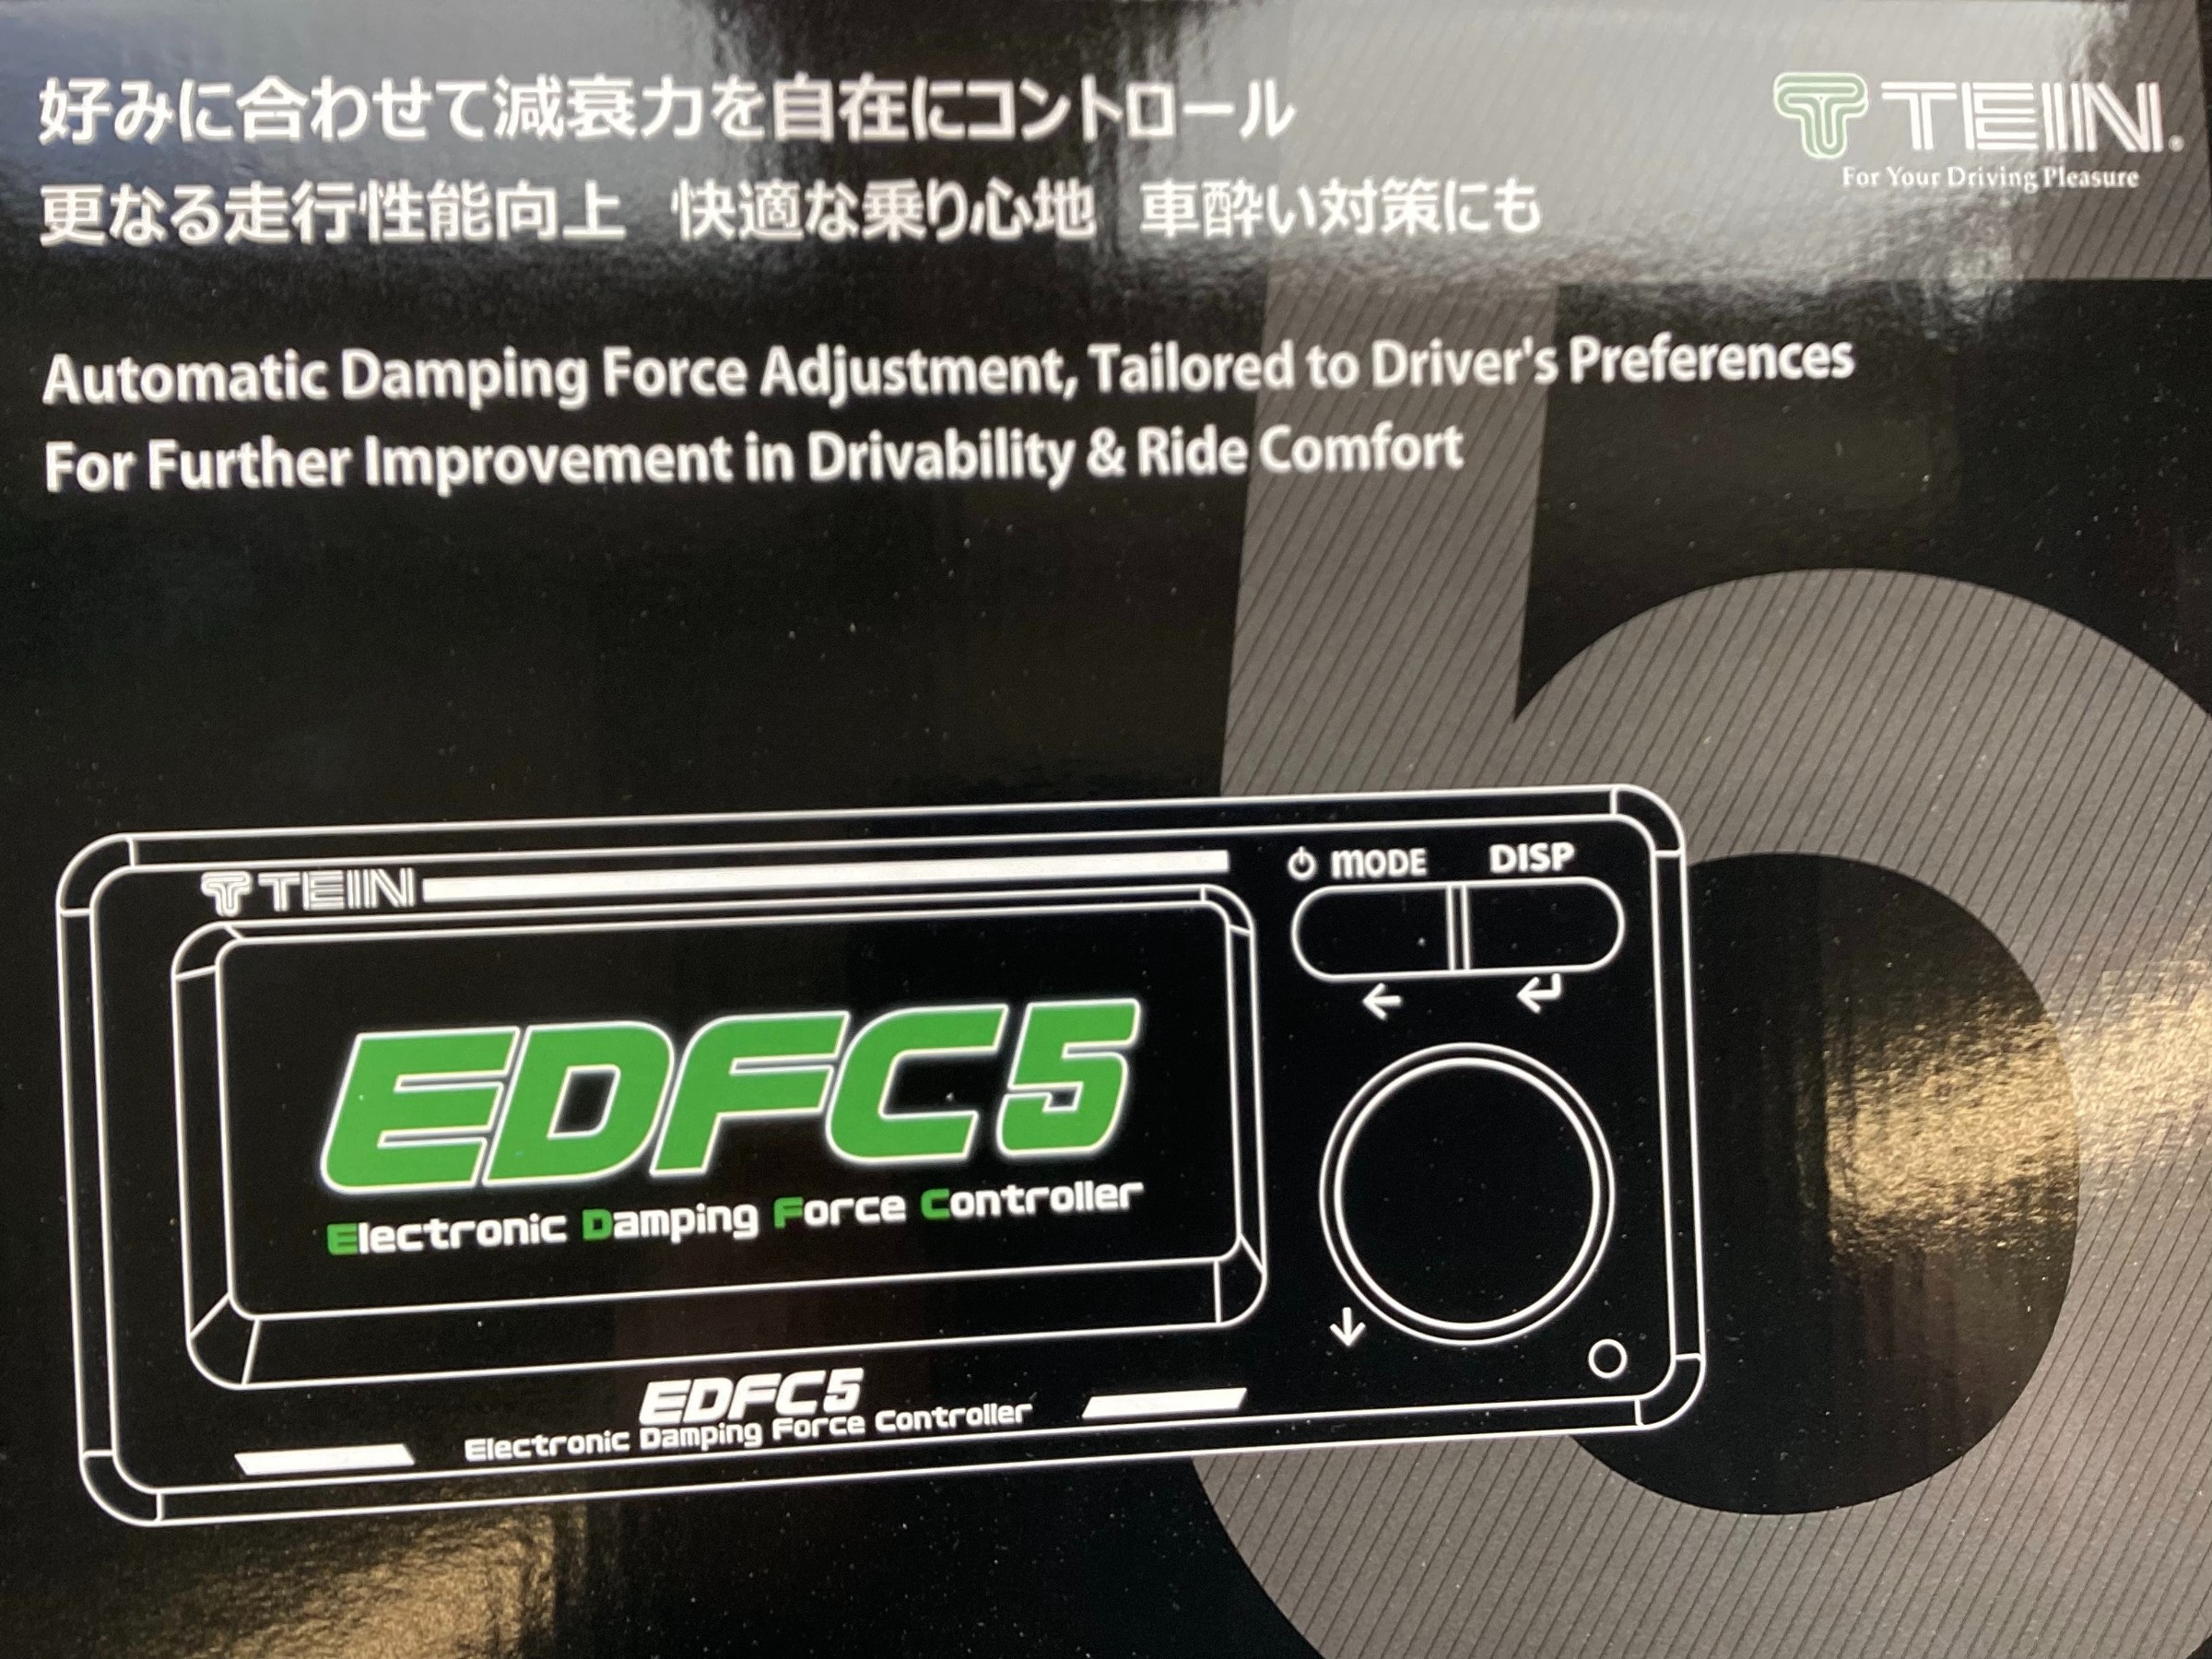 好みに合わせて減衰力を自在にコントロール
更なる走行性能向上　快適な乗り心地　車酔い対策にも
TEIN®
For Your Driving Pleasure
Automatic Damping Force Adjustment, Tailored to Driver's Preferences
For Further Improvement in Drivability & Ride Comfort
5
TEIN
MODE DISP
EDFC5
Electronic Damping Force Controller
EDFC5
Electronic Damping Force Controller